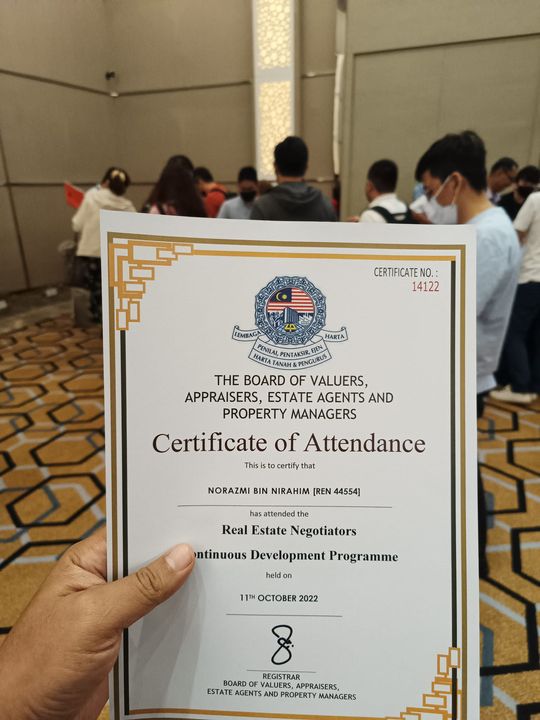 CERTIFICATE NO. :
14122
LEMBAGA HARTA
PENILAI, PENTAKSIR, EJEN
HARTA TANAH & PENGURUS
THE BOARD OF VALUERS,
APPRAISERS, ESTATE AGENTS AND
PROPERTY MANAGERS
Certificate of Attendance
This is to certify that
NORAZMI BIN NIRAHIM [REN 44554]
has attended the
Real Estate Negotiators
ontinuous Development Programme
held on
11TH OCTOBER 2022
REGISTRAR
BOARD OF VALUERS, APPRAISERS,
ESTATE AGENTS AND PROPERTY MANAGERS